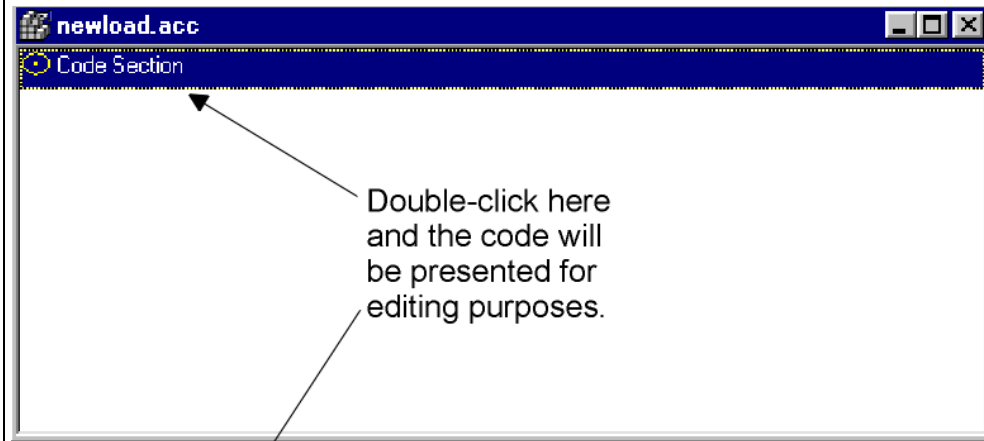 newload.acc
Code Section
Double-click here
and the code will
be presented for
editing purposes.